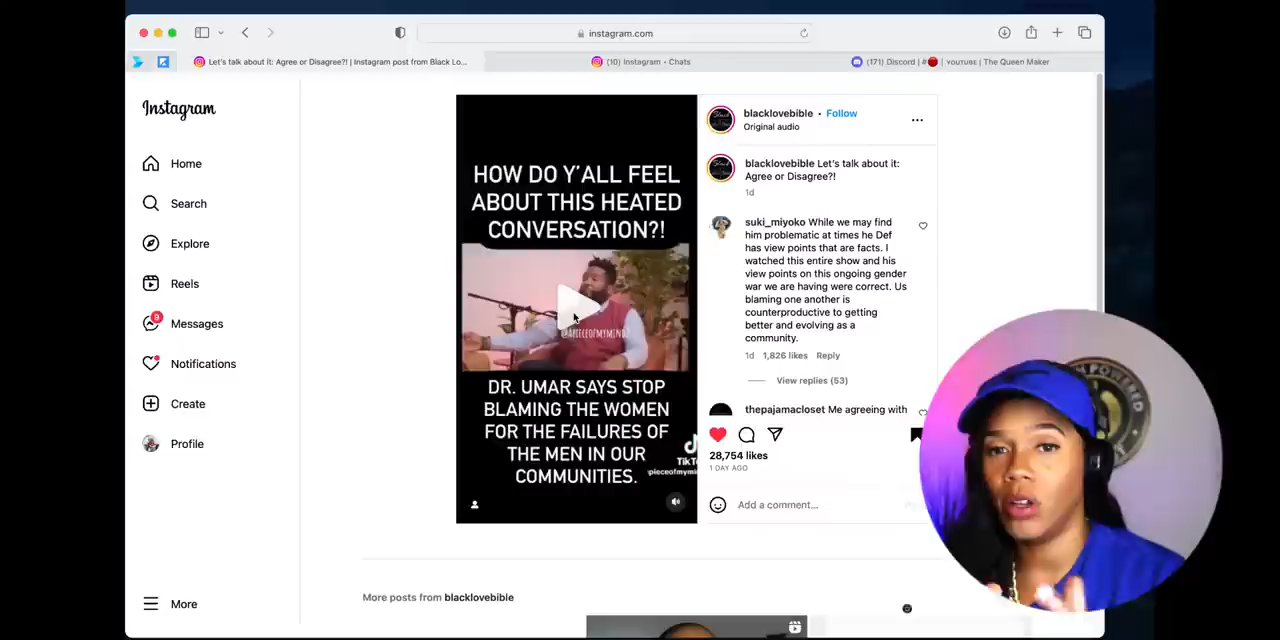 instagram.com
Let's talk about it: Agree or Disagree?! | Instagram post from Black Lo...
(10) Instagram • Chats
(171) Discord | #🔴 | YOUTUBE | The Queen Maker
Instagram
Home
Search
Explore
Reels
9
Messages
Notifications
Create
Profile
More
HOW DO Y'ALL FEEL
ABOUT THIS HEATED
CONVERSATION?!
@APIECEOFMYMIND
DR. UMAR SAYS STOP
BLAMING THE WOMEN
FOR THE FAILURES OF
THE MEN IN OUR
COMMUNITIES.
TikT
pieceofmymi
blacklovebible • Follow
Original audio
blacklovebible Let's talk about it:
Agree or Disagree?!
1d
suki_miyoko While we may find
him problematic at times he Def
has view points that are facts. I
watched this entire show and his
view points on this ongoing gender
war we are having were correct. Us
blaming one another is
counterproductive to getting
better and evolving as a
community.
1d 1,826 likes Reply
View replies (53)
thepajamacloset Me agreeing with
28,754 likes
1 DAY AGO
Add a comment...
More posts from blacklovebible